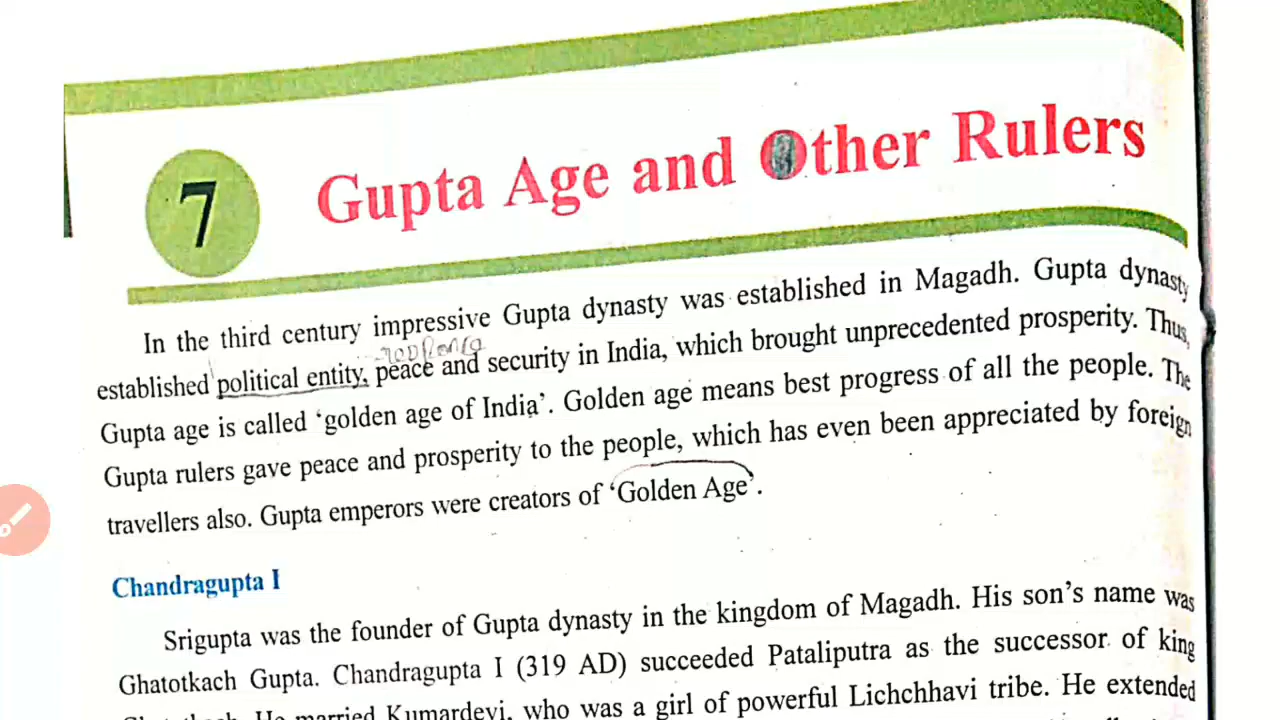 7
Gupta Age and Other Rulers
In the third century impressive Gupta dynasty was established in Magadh. Gupta dynasty
established political entity, peace and security in India, which brought unprecedented prosperity. Thus,
Gupta age is called 'golden age of India'. Golden age means best progress of all the people. The
Gupta rulers gave peace and prosperity to the people, which has even been appreciated by foreign
travellers also. Gupta emperors were creators of 'Golden Age'.
Chandragupta I
Srigupta was the founder of Gupta dynasty in the kingdom of Magadh. His son's name was
Ghatotkach Gupta. Chandragupta I (319 AD) succeeded Pataliputra as the successor of king
He married Kumardevi, who was a girl of powerful Lichchhavi tribe. He extended